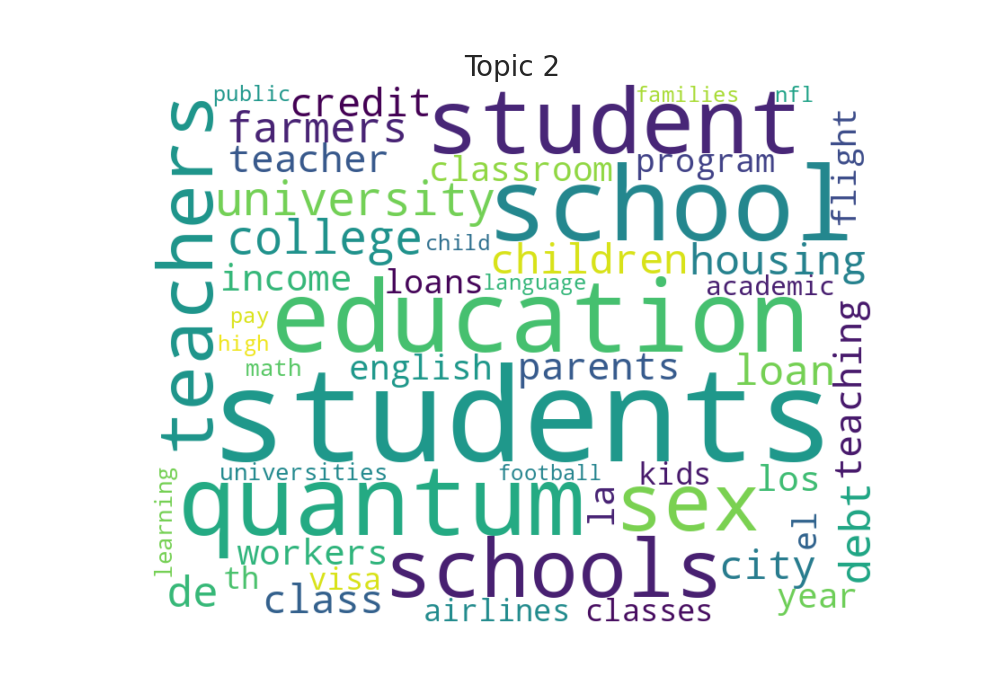 Topic 2
public
families
nfl
credit
student
farmers
teachers
teacher
classroom
program
flight
university
school
college
child
children
housing
income
loans
language
academic
education
pay
high
math
english
parents
loan
teaching
students
universities
football
kids
los
learning
quantum
la
sex
el
debt
workers
schools
city
de
th
visa
class
airlines
classes
year